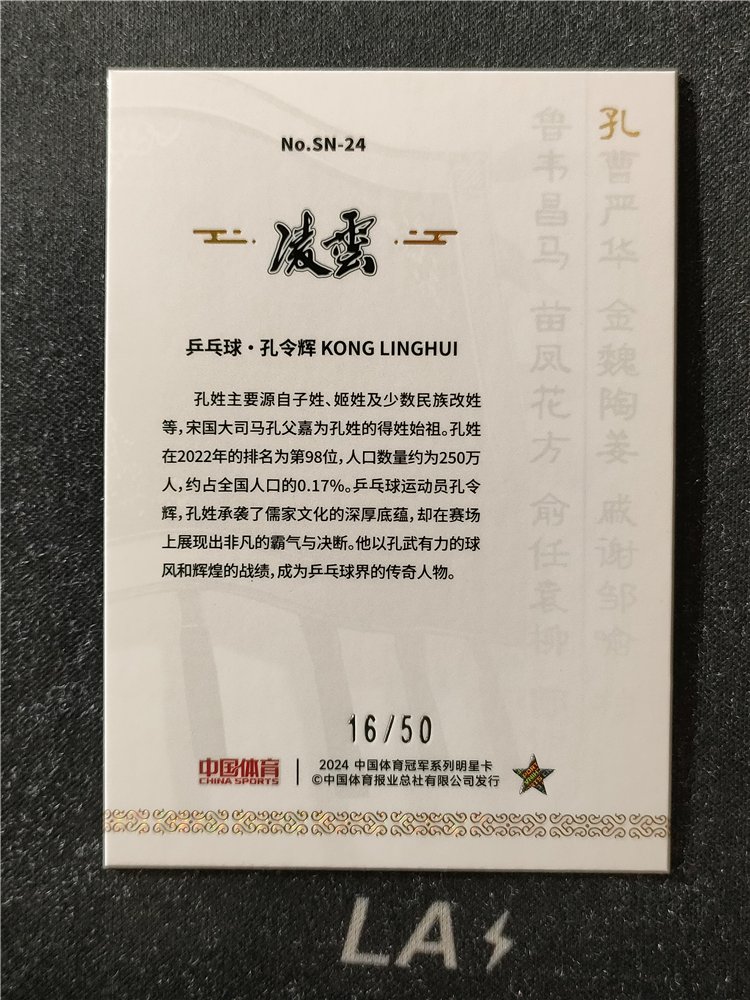 No.SN-24
凌雲
乒乓球·孔令辉 KONG LINGHUI
孔姓主要源自子姓、姬姓及少数民族改姓
等,宋国大司马孔父嘉为孔姓的得姓始祖。孔姓
在2022年的排名为第98位,人口数量约为250万
人,约占全国人口的0.17%。乒乓球运动员孔令
辉,孔姓承袭了儒家文化的深厚底蕴,却在赛场
上展现出非凡的霸气与决断。他以孔武有力的球
风和辉煌的战绩,成为乒乓球界的传奇人物。
孔曹严华 金魏陶姜 戚谢邹喻
鲁韦昌马 苗凤花方 俞任袁柳
16/50
中国体育
CHINA SPORTS
2024 中国体育冠军系列明星卡
©中国体育报业总社有限公司发行
LA